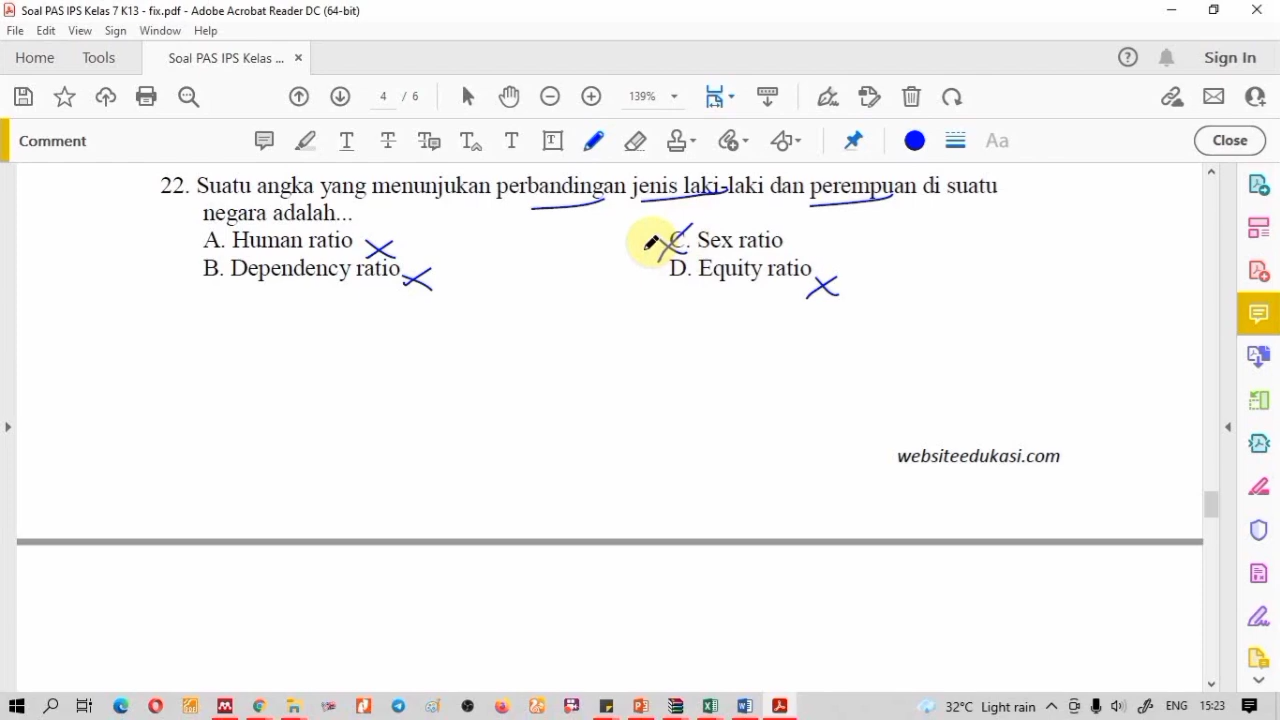 Soal PAS IPS Kelas 7 K13 - fix.pdf - Adobe Acrobat Reader DC (64-bit)
File Edit View Sign Window Help
Home Tools Soal PAS IPS Kelas ... × Sign In
4 / 6 139%
Comment Aa Close
22. Suatu angka yang menunjukan perbandingan jenis laki-laki dan perempuan di suatu
negara adalah...
A. Human ratio C. Sex ratio
B. Dependency ratio D. Equity ratio
websiteedukasi.com
32°C Light rain ENG 15:23